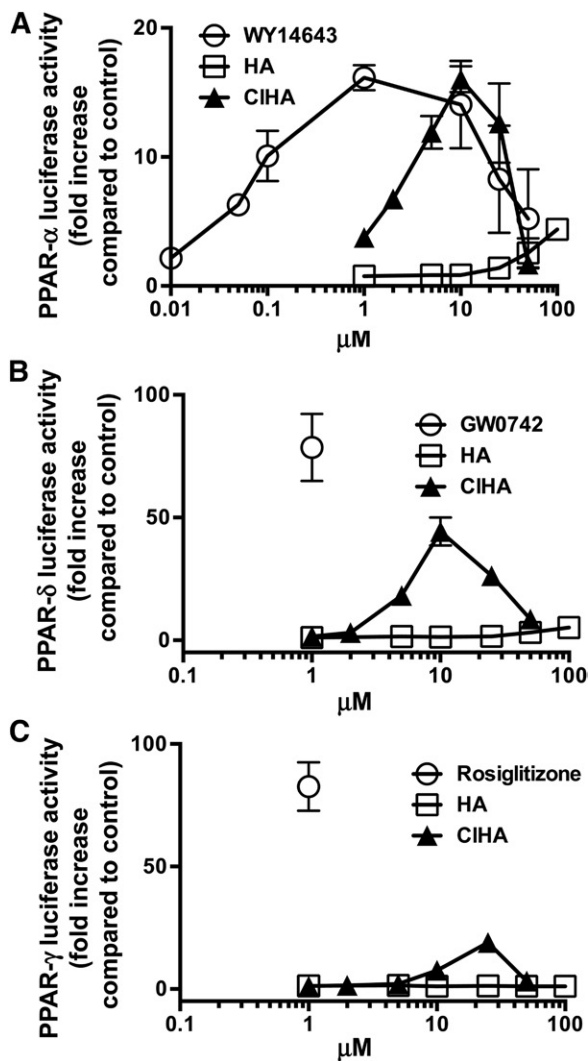 A
PPAR-α luciferase activity
(fold increase
compared to control)
20
10
0
WY14643
HA
ClHA
0.01 0.1 1 10 100
μM
B
PPAR-δ luciferase activity
(fold increase
compared to control)
100
50
0
GW0742
HA
ClHA
0.1 1 10 100
μM
C
PPAR-γ luciferase activity
(fold increase
compared to control)
100
50
0
Rosiglitizone
HA
ClHA
0.1 1 10 100
μM